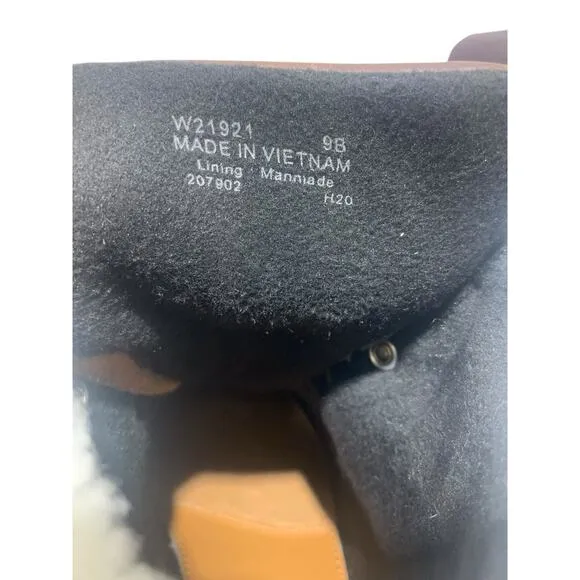 W21921 9B
MADE IN VIETNAM
Lining Manmade
207902 H20